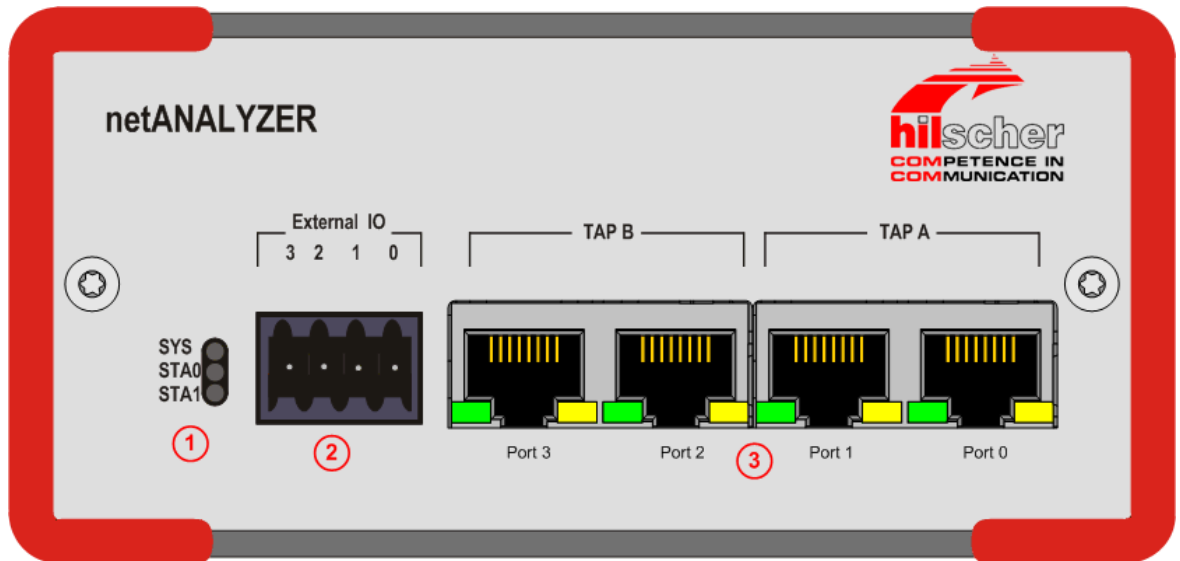 netANALYZER
hilscher
COMPETENCE IN
COMMUNICATION
External IO
3 2 1 0
TAP B
TAP A
SYS
STA0
STA1
1
2
3
Port 3
Port 2
Port 1
Port 0